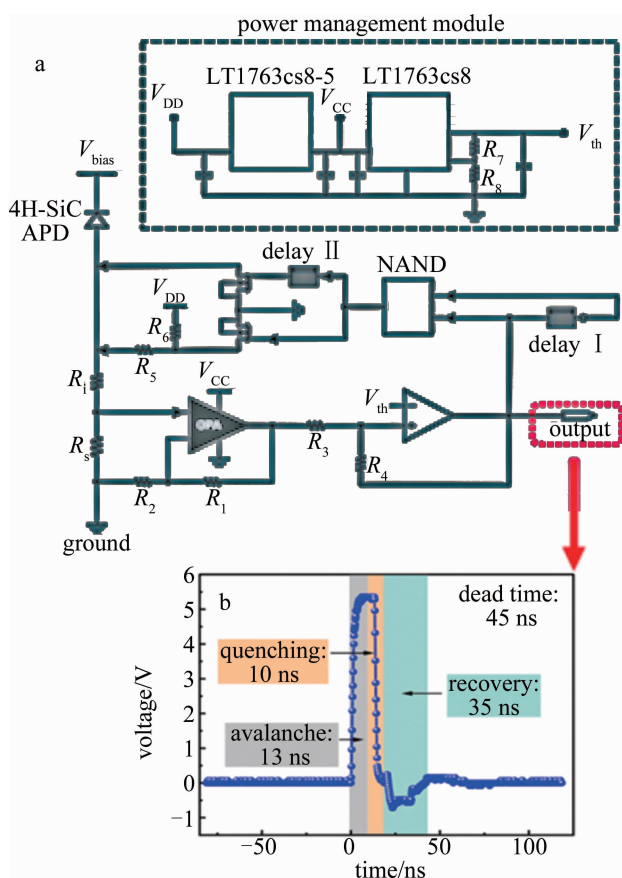 power management module
a
LT1763cs8-5
LT1763cs8
V_DD
V_CC
V_th
R_7
R_8
V_bias
4H-SiC
APD
delay Ⅱ
NAND
V_DD
R_6
delay Ⅰ
R_5
V_CC
R_i
V_th
OPA
R_3
output
R_s
R_4
R_2
R_1
ground
b
dead time:
45 ns
quenching:
10 ns
recovery:
35 ns
avalanche:
13 ns
voltage/V
6
5
4
3
2
1
0
−1
−50
0
50
100
time/ns